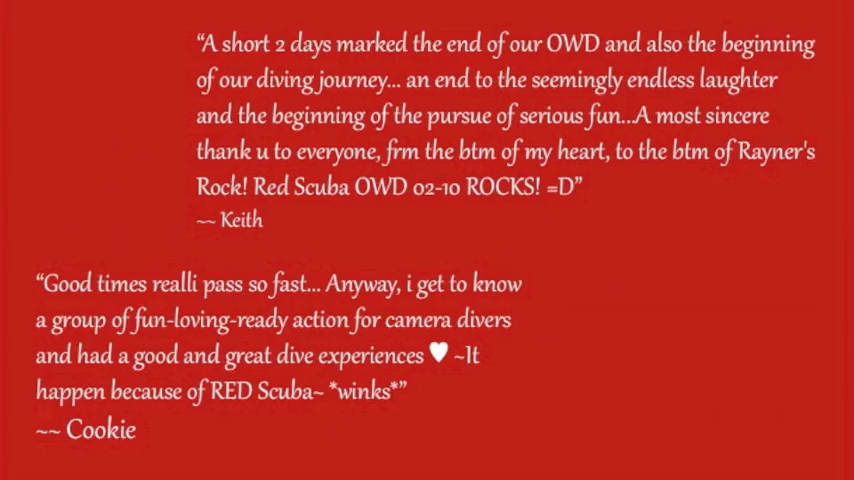 “A short 2 days marked the end of our OWD and also the beginning
of our diving journey... an end to the seemingly endless laughter
and the beginning of the pursue of serious fun...A most sincere
thank u to everyone, frm the btm of my heart, to the btm of Rayner's
Rock! Red Scuba OWD 02-10 ROCKS! =D”
~~ Keith
“Good times realli pass so fast... Anyway, i get to know
a group of fun-loving-ready action for camera divers
and had a good and great dive experiences ♥ ~It
happen because of RED Scuba~ *winks*”
~~ Cookie